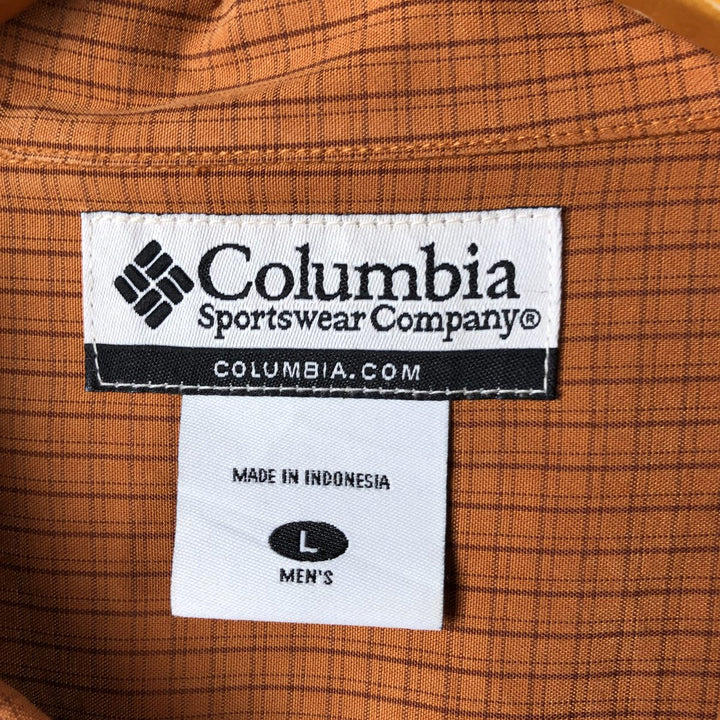 Columbia
Sportswear Company®
COLUMBIA.COM
MADE IN INDONESIA
L
MEN'S